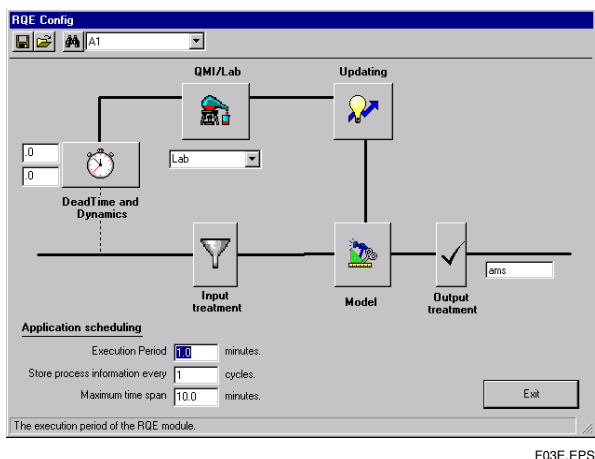 RQE Config
A1
QMI/Lab
Updating
.0
.0
Lab
DeadTime and
Dynamics
ams
Input
treatment
Model
Output
treatment
Application scheduling
Execution Period 1.0 minutes.
Store process information every 1 cycles.
Maximum time span 10.0 minutes.
Exit
The execution period of the RQE module.
F03E.EPS